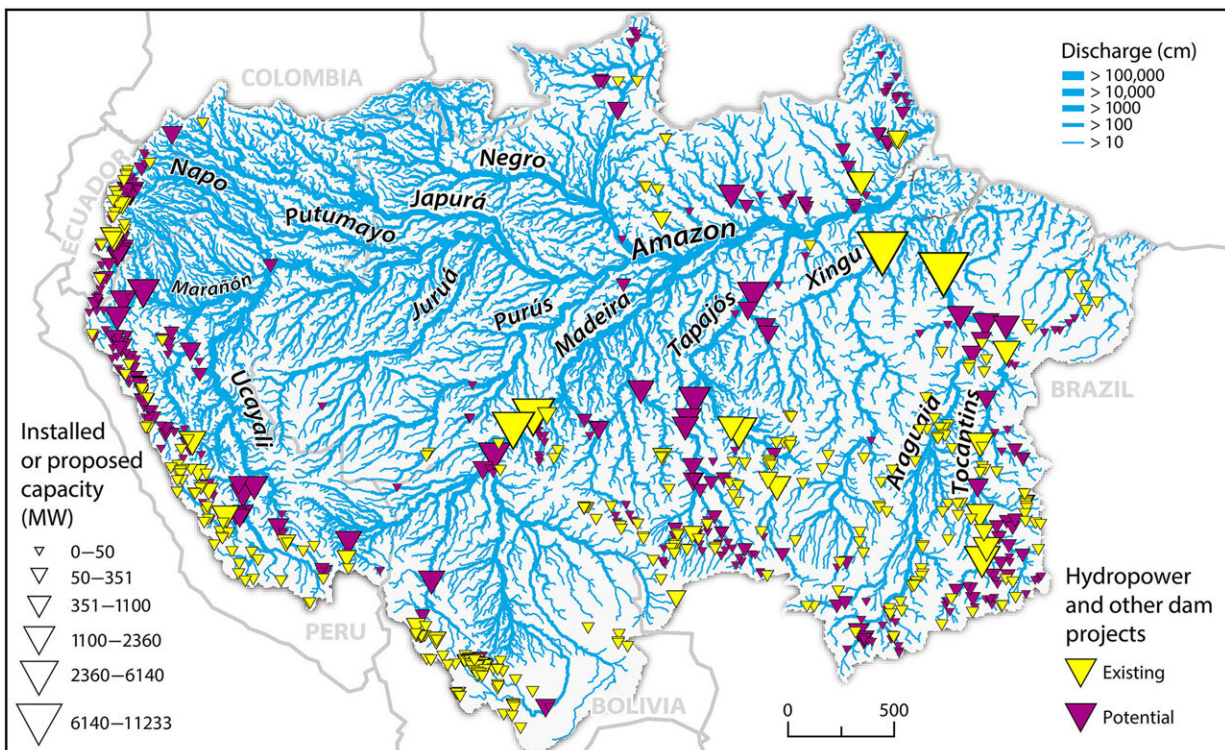 COLOMBIA
ECUADOR
PERU
BOLIVIA
BRAZIL
Napo
Putumayo
Japurá
Negro
Marañón
Ucayali
Juruá
Purús
Madeira
Amazon
Tapajós
Xingu
Araguaia
Tocantins
Discharge (cm)
> 100,000
> 10,000
> 1000
> 100
> 10
Installed
or proposed
capacity
(MW)
0–50
50–351
351–1100
1100–2360
2360–6140
6140–11233
0 500
Hydropower
and other dam
projects
Existing
Potential